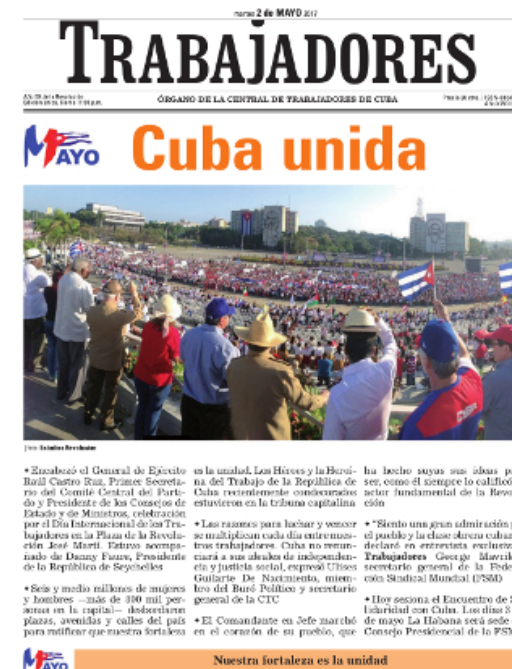 martes 2 de MAYO 2017
TRABAJADORES
ÓRGANO DE LA CENTRAL DE TRABAJADORES DE CUBA
MAYO
Cuba unida
Estudios Revolución
• Encabezó el General de Ejército
Raúl Castro Ruz, Primer Secreta-
rio del Comité Central del Parti-
do y Presidente de los Consejos de
Estado y de Ministros, celebración
por el Día Internacional de los Tra-
bajadores en la Plaza de la Revolu-
ción José Martí. Estuvo acompa-
ñado de Danny Faure, Presidente
de la República de Seychelles
• Seis y medio millones de mujeres
y hombres —más de 800 mil per-
sonas en la capital— desbordaron
plazas, avenidas y calles del país
para ratificar que nuestra fortaleza
es la unidad. Los Héroes y la Heroí-
na del Trabajo de la República de
Cuba recientemente condecorados
estuvieron en la tribuna capitalina
• Las razones para luchar y vencer
se multiplican cada día entre nues-
tros trabajadores. Cuba no renun-
ciará a sus ideales de independen-
cia y justicia social, expresó Ulises
Guilarte De Nacimiento, miem-
bro del Buró Político y secretario
general de la CTC
• El Comandante en Jefe marchó
en el corazón de su pueblo, que
ha hecho suyas sus ideas p
ser, como él siempre lo calificó
actor fundamental de la Revo
ción
• "Siento una gran admiración p
el pueblo y la clase obrera cuban
declaró en entrevista exclusiva
Trabajadores George Mavrik
secretario general de la Fede
ción Sindical Mundial (FSM)
• Hoy sesiona el Encuentro de S
lidaridad con Cuba. Los días 3
de mayo La Habana será sede
Consejo Presidencial de la FSM
MAYO
Nuestra fortaleza es la unidad